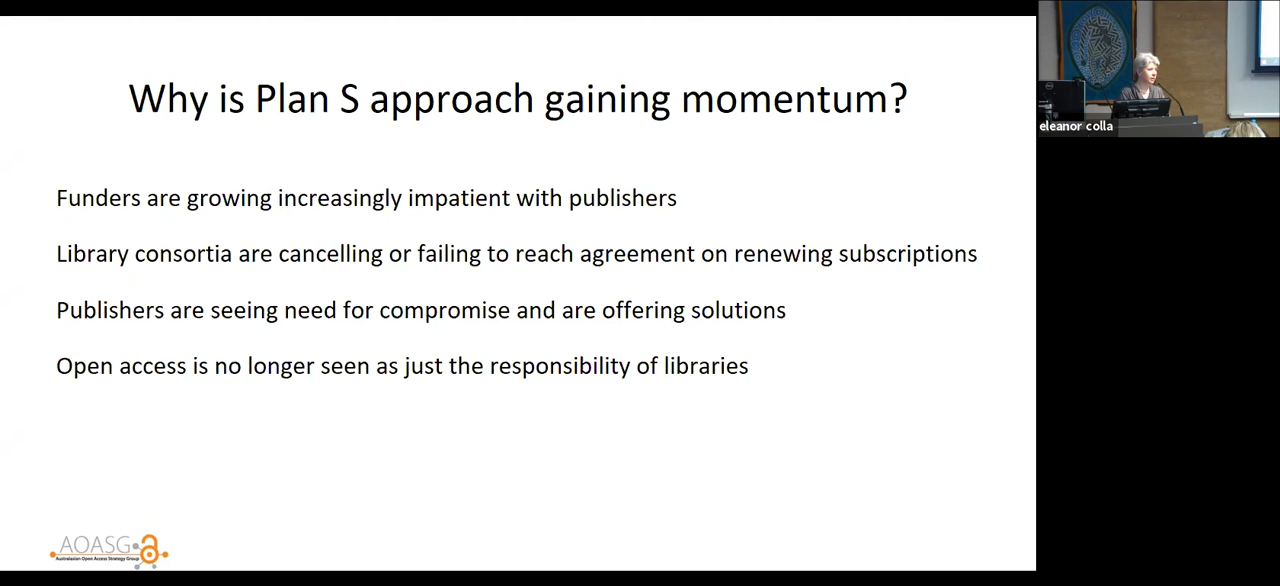 Why is Plan S approach gaining momentum?
Funders are growing increasingly impatient with publishers
Library consortia are cancelling or failing to reach agreement on renewing subscriptions
Publishers are seeing need for compromise and are offering solutions
Open access is no longer seen as just the responsibility of libraries
AOASG
Australasian Open Access Strategy Group
eleanor colla